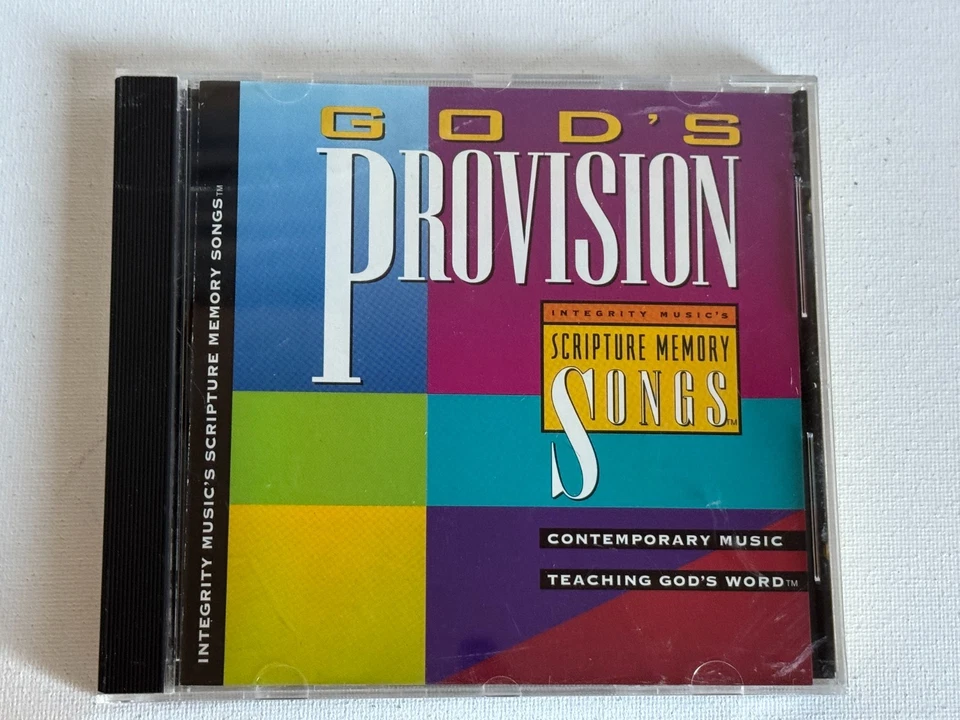 INTEGRITY MUSIC'S SCRIPTURE MEMORY SONGS™
GOD'S
PROVISION
INTEGRITY MUSIC'S
SCRIPTURE MEMORY
SONGS™
CONTEMPORARY MUSIC
TEACHING GOD'S WORD™